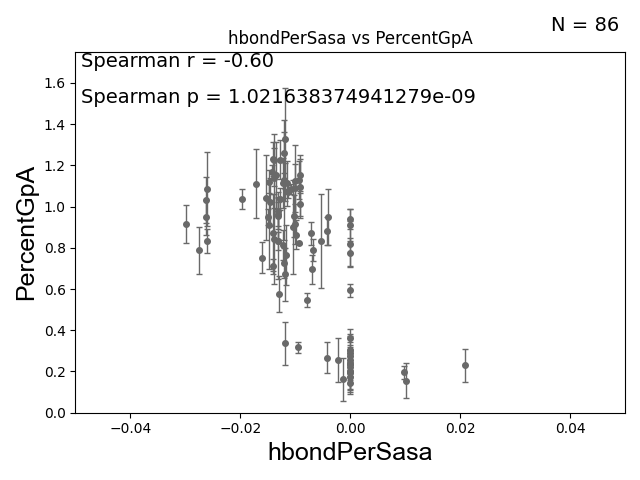 N = 86
hbondPerSasa vs PercentGpA
Spearman r = -0.60
Spearman p = 1.021638374941279e-09
PercentGpA
1.6
1.4
1.2
1.0
0.8
0.6
0.4
0.2
0.0
−0.04
−0.02
0.00
0.02
0.04
hbondPerSasa